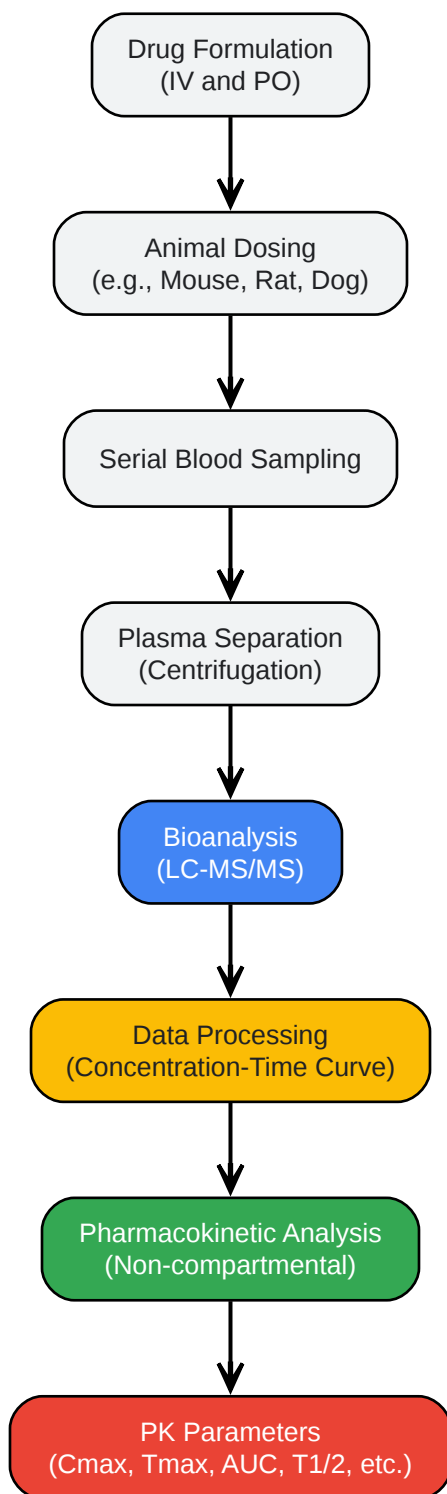 Drug Formulation
(IV and PO)
Animal Dosing
(e.g., Mouse, Rat, Dog)
Serial Blood Sampling
Plasma Separation
(Centrifugation)
Bioanalysis
(LC-MS/MS)
Data Processing
(Concentration-Time Curve)
Pharmacokinetic Analysis
(Non-compartmental)
PK Parameters
(Cmax, Tmax, AUC, T1/2, etc.)